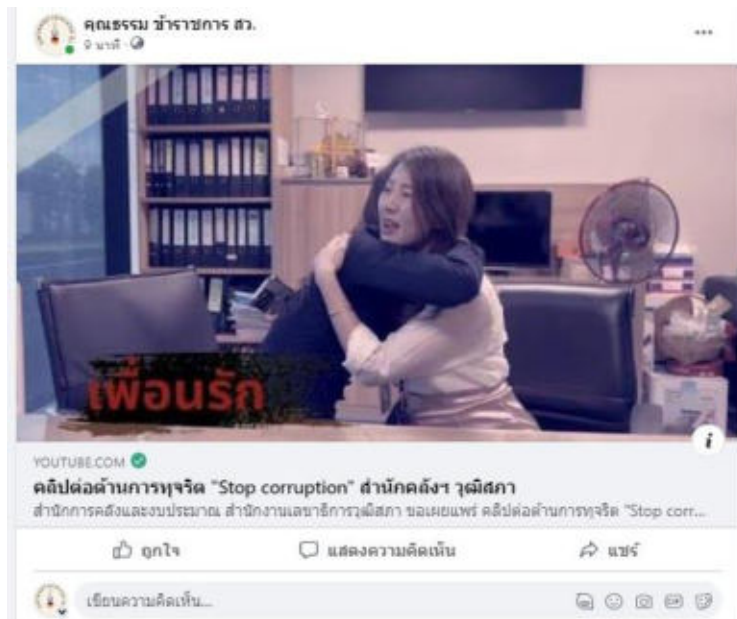 คุณธรรม ข้าราชการ สว.
9 นาที ·
เพื่อนรัก
YOUTUBE.COM
คลิปต่อต้านการทุจริต "Stop corruption" สำนักคลังฯ วุฒิสภา
สำนักการคลังและงบประมาณ สำนักงานเลขาธิการวุฒิสภา ขอเผยแพร่ คลิปต่อต้านการทุจริต "Stop corr...
ถูกใจ
แสดงความคิดเห็น
แชร์
เขียนความคิดเห็น...